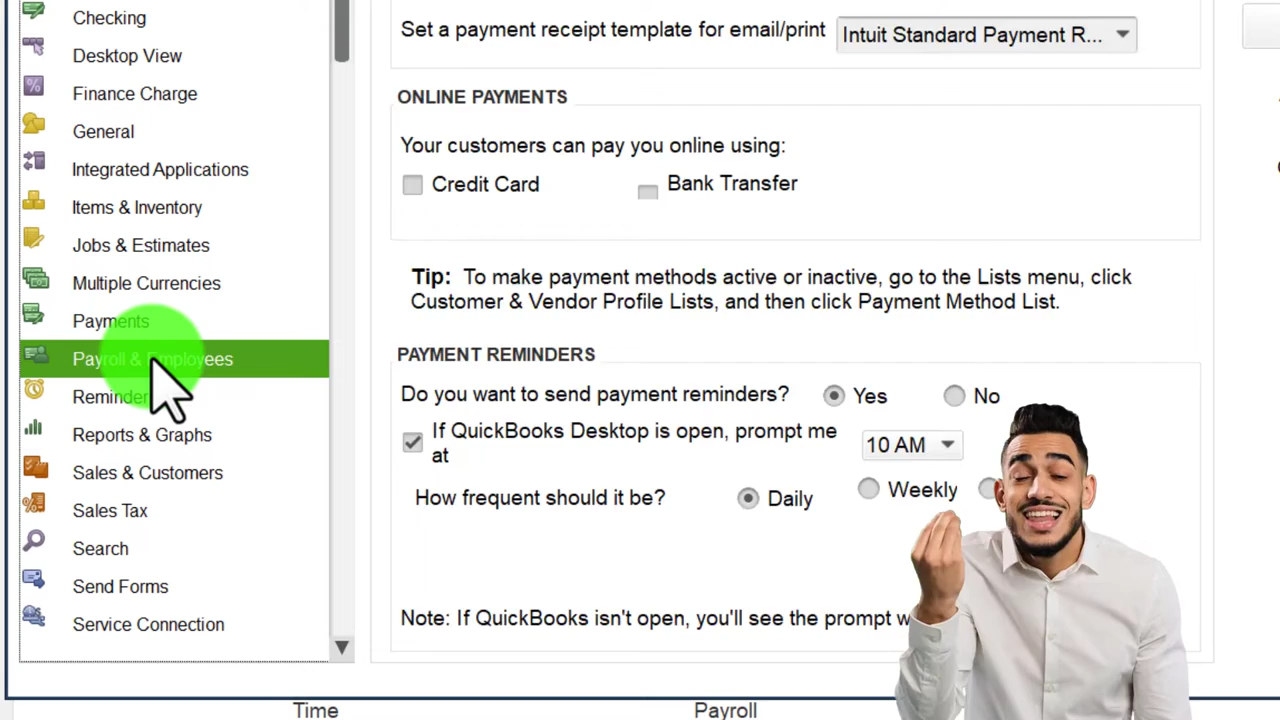 Checking
Desktop View
Finance Charge
General
Integrated Applications
Items & Inventory
Jobs & Estimates
Multiple Currencies
Payments
Payroll & Employees
Reminder
Reports & Graphs
Sales & Customers
Sales Tax
Search
Send Forms
Service Connection
Set a payment receipt template for email/print Intuit Standard Payment R...
ONLINE PAYMENTS
Your customers can pay you online using:
Credit Card Bank Transfer
Tip: To make payment methods active or inactive, go to the Lists menu, click
Customer & Vendor Profile Lists, and then click Payment Method List.
PAYMENT REMINDERS
Do you want to send payment reminders? Yes No
If QuickBooks Desktop is open, prompt me
at
10 AM
How frequent should it be? Daily Weekly
Note: If QuickBooks isn't open, you'll see the prompt
Time Payroll